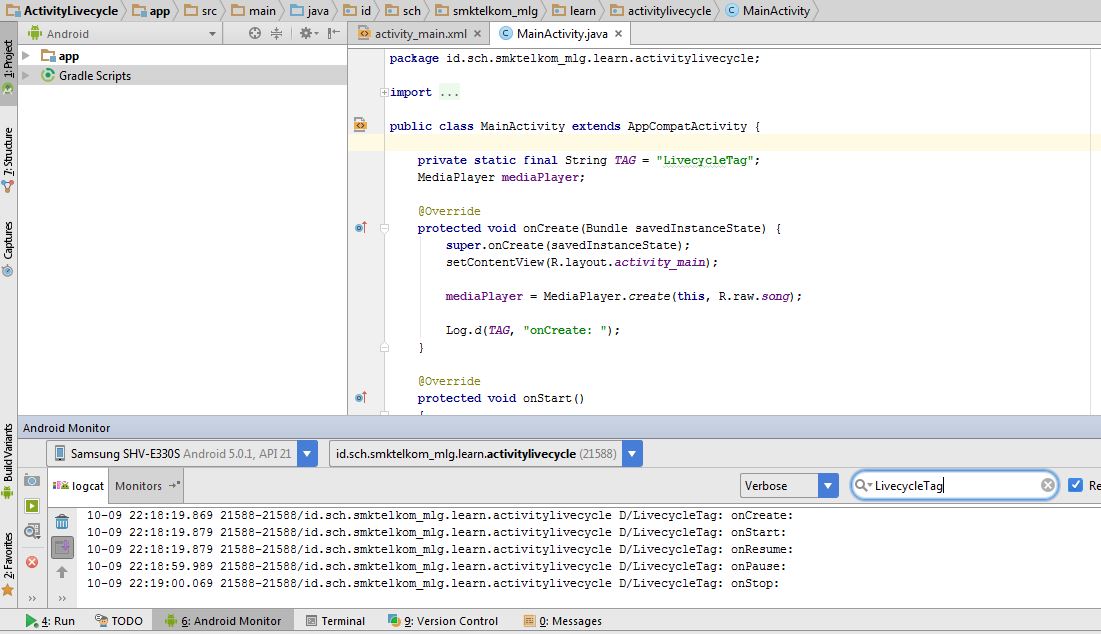 ActivityLivecycle app src main java id sch smktelkom_mlg learn activitylivecycle MainActivity
Android
activity_main.xml MainActivity.java
1: Project
7: Structure
Captures
Build Variants
2: Favorites
app
Gradle Scripts
package id.sch.smktelkom_mlg.learn.activitylivecycle;
import ...
public class MainActivity extends AppCompatActivity {
private static final String TAG = "LivecycleTag";
MediaPlayer mediaPlayer;
@Override
protected void onCreate(Bundle savedInstanceState) {
super.onCreate(savedInstanceState);
setContentView(R.layout.activity_main);
mediaPlayer = MediaPlayer.create(this, R.raw.song);
Log.d(TAG, "onCreate: ");
}
@Override
protected void onStart()
Android Monitor
Samsung SHV-E330S Android 5.0.1, API 21 id.sch.smktelkom_mlg.learn.activitylivecycle (21588)
logcat Monitors Verbose LivecycleTag Re
10-09 22:18:19.869 21588-21588/id.sch.smktelkom_mlg.learn.activitylivecycle D/LivecycleTag: onCreate:
10-09 22:18:19.879 21588-21588/id.sch.smktelkom_mlg.learn.activitylivecycle D/LivecycleTag: onStart:
10-09 22:18:19.879 21588-21588/id.sch.smktelkom_mlg.learn.activitylivecycle D/LivecycleTag: onResume:
10-09 22:18:59.989 21588-21588/id.sch.smktelkom_mlg.learn.activitylivecycle D/LivecycleTag: onPause:
10-09 22:19:00.069 21588-21588/id.sch.smktelkom_mlg.learn.activitylivecycle D/LivecycleTag: onStop:
4: Run TODO 6: Android Monitor Terminal 9: Version Control 0: Messages